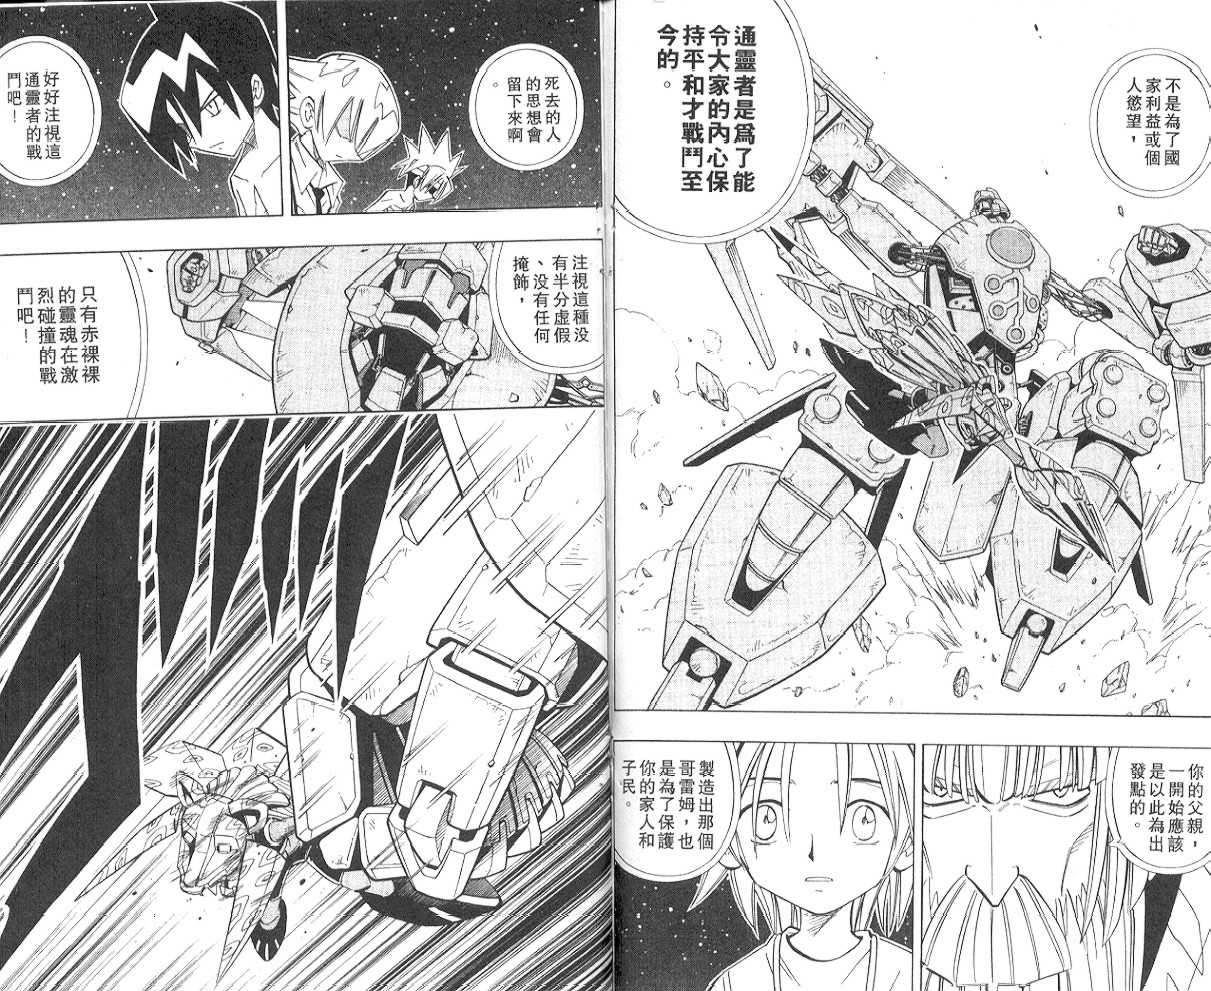 不是為了國
家利益或個
人慾望，
通靈者是爲了能
令大家的內心保
持平和才戰鬥至
今的。
你的父親，
一開始應該
是以此為出
發點的。
製造出那個
哥雷姆，也
是為了保護
你的家人和
子民。
死去的人
的思想會
留下來啊
。
好好注視這
通靈者的戰
鬥吧！
注視這種没
有半分虛假
、没有任何
掩飾，
只有赤裸裸
的靈魂在激
烈碰撞的戰
鬥吧！